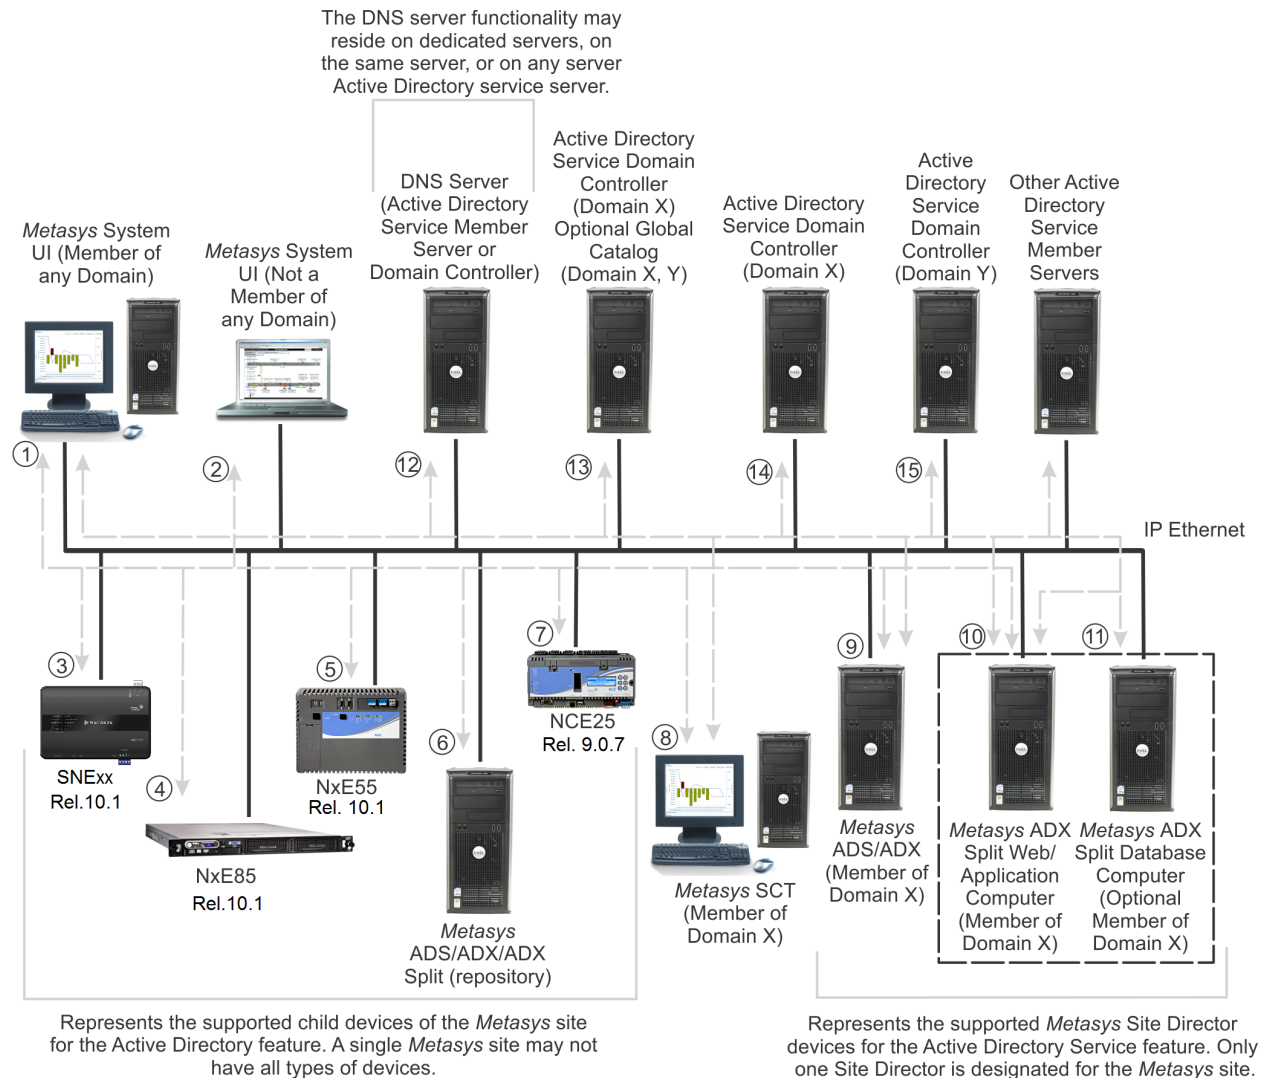 The DNS server functionality may
reside on dedicated servers, on
the same server, or on any server
Active Directory service server.
Metasys System
UI (Member of
any Domain)
Metasys System
UI (Not a
Member of
any Domain)
DNS Server
(Active Directory
Service Member
Server or
Domain Controller)
Active Directory
Service Domain
Controller
(Domain X)
Optional Global
Catalog
(Domain X, Y)
Active Directory
Service Domain
Controller
(Domain X)
Active
Directory
Service
Domain
Controller
(Domain Y)
Other Active
Directory
Service
Member
Servers
1
2
12
13
14
15
IP Ethernet
3
4
5
6
7
8
9
10
11
SNExx
Rel.10.1
NxE85
Rel.10.1
NxE55
Rel. 10.1
Metasys
ADS/ADX/ADX
Split (repository)
NCE25
Rel. 9.0.7
Metasys SCT
(Member of
Domain X)
Metasys
ADS/ADX
(Member of
Domain X)
Metasys ADX
Split Web/
Application
Computer
(Member of
Domain X)
Metasys ADX
Split Database
Computer
(Optional
Member of
Domain X)
Represents the supported child devices of the Metasys site
for the Active Directory feature. A single Metasys site may not
have all types of devices.
Represents the supported Metasys Site Director
devices for the Active Directory Service feature. Only
one Site Director is designated for the Metasys site.